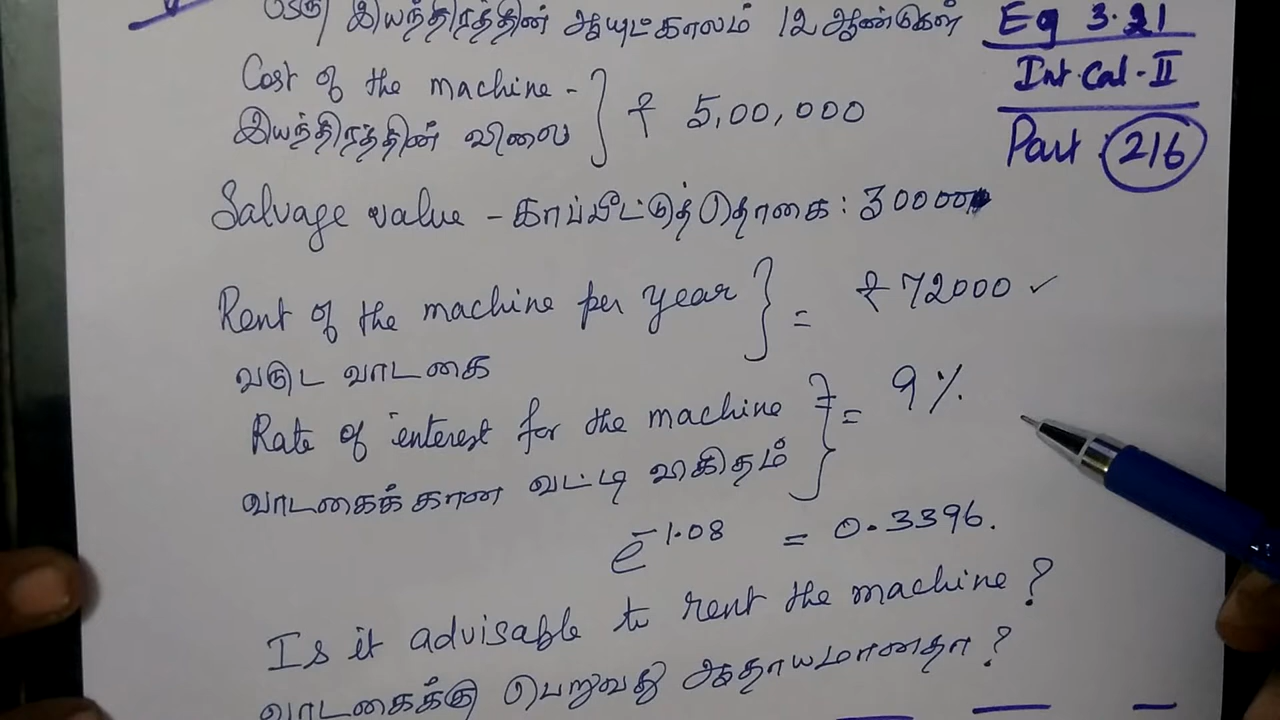 ஒரு இயந்திரத்தின் ஆயுட்காலம் 12 ஆண்டுகள்
Eg 3.21
Int. Cal - II
Part 216
Cost of the machine -
இயந்திரத்தின் விலை } ₹ 5,00,000
Salvage value - காப்பீட்டுத்தொகை : 30000
Rent of the machine per year } = ₹ 72000 ✓
வருட வாடகை
Rate of interest for the machine } = 9 %
வாடகைக்கான வட்டி விகிதம்
e^-1.08 = 0.3396.
Is it advisable to rent the machine ?
வாடகைக்கு பெறுவது ஆதாயமானதா ?